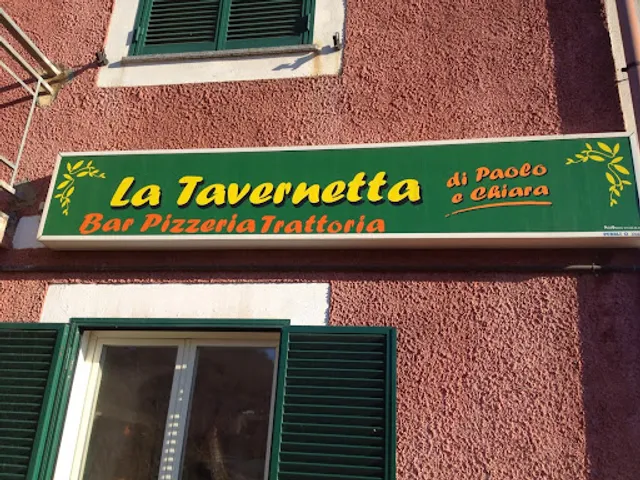 La Tavernetta
di Paolo
e Chiara
Bar Pizzeria Trattoria